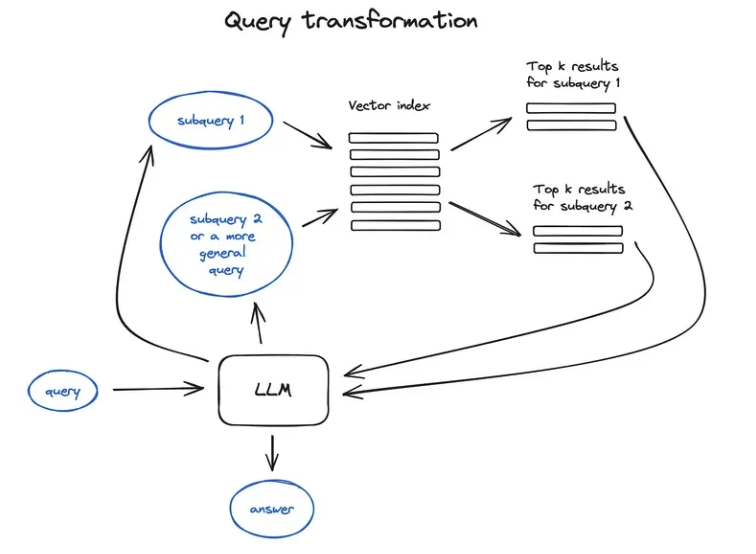 Query transformation
Top k results
for subquery 1
Vector index
subquery 1
Top k results
for subquery 2
subquery 2
or a more
general
query
query
LLM
answer